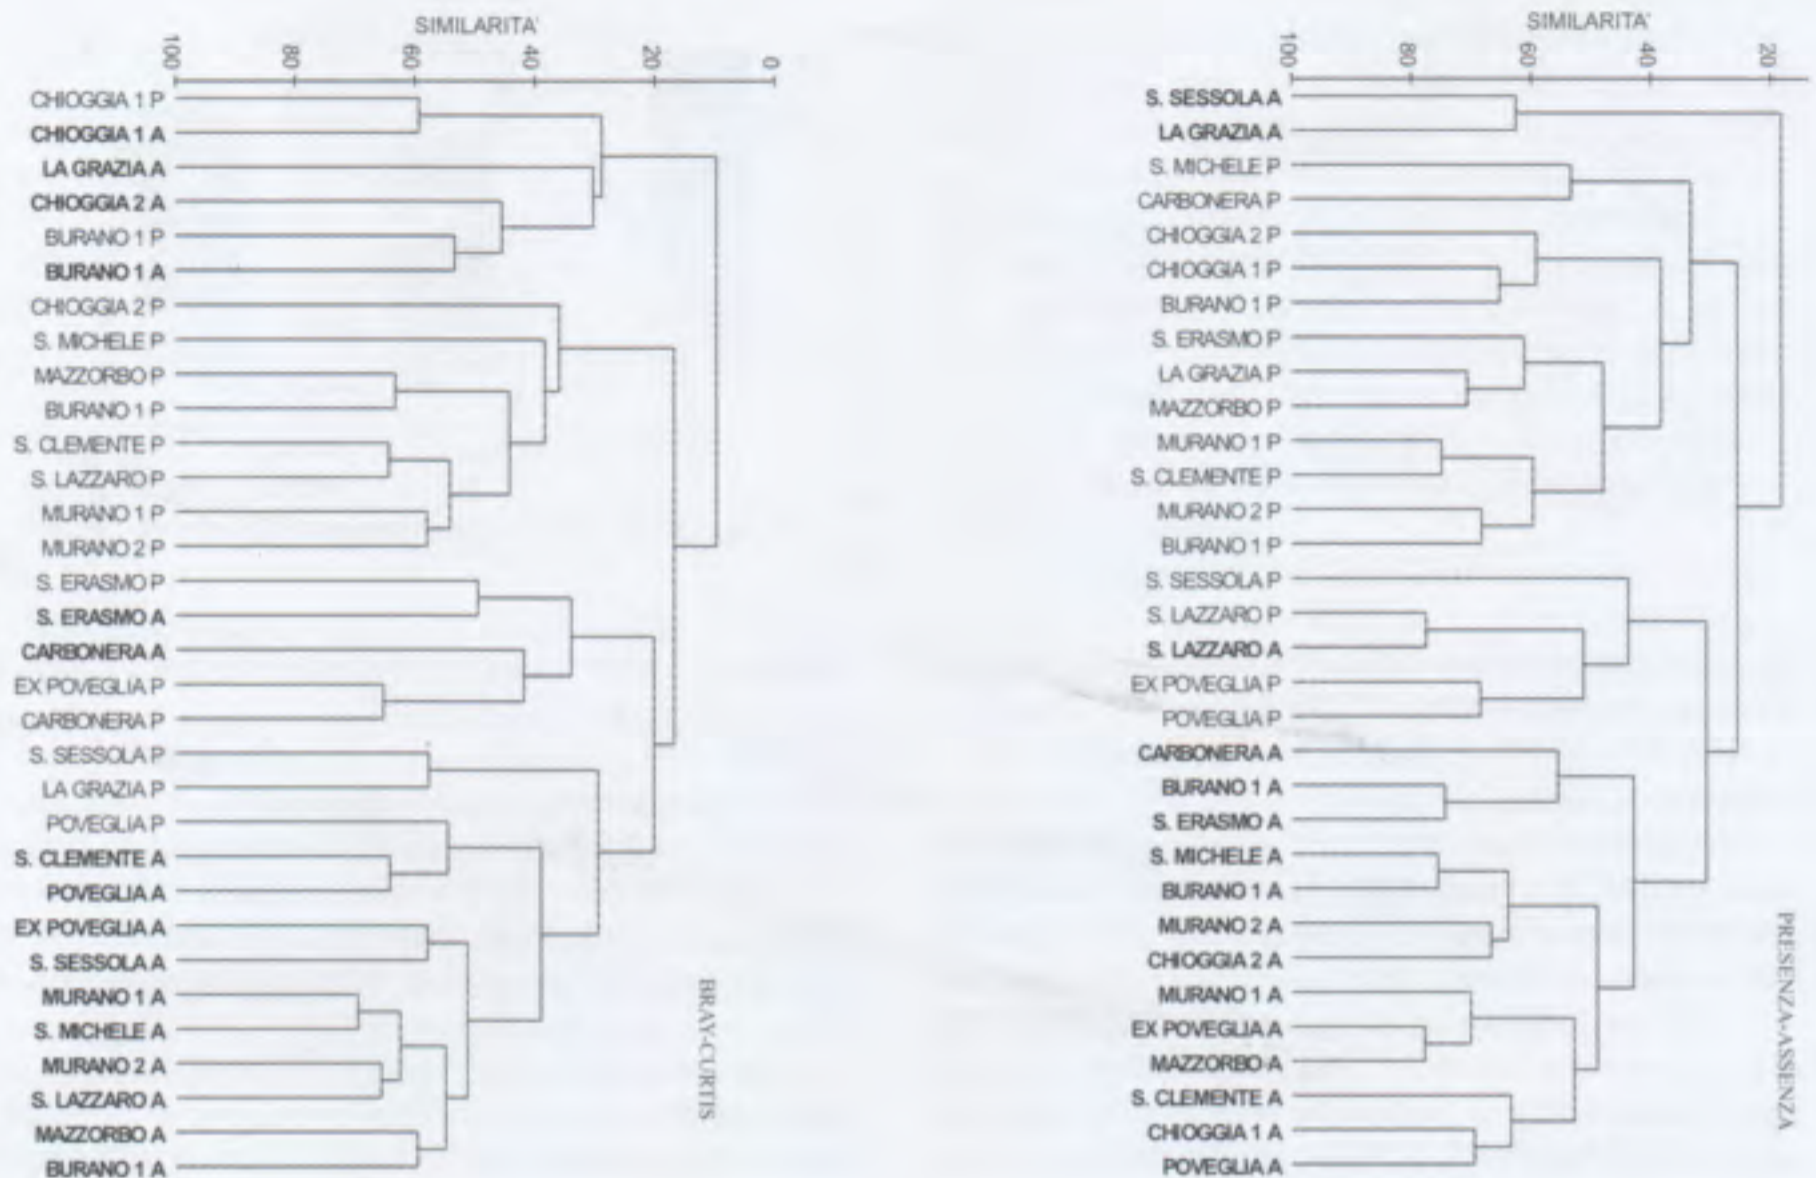 SIMILARITA'
100 80 60 40 20 0
CHIOGGIA 1 P
CHIOGGIA 1 A
LA GRAZIA A
CHIOGGIA 2 A
BURANO 1 P
BURANO 1 A
CHIOGGIA 2 P
S. MICHELE P
MAZZORBO P
BURANO 1 P
S. CLEMENTE P
S. LAZZARO P
MURANO 1 P
MURANO 2 P
S. ERASMO P
S. ERASMO A
CARBONERA A
EX POVEGLIA P
CARBONERA P
S. SESSOLA P
LA GRAZIA P
POVEGLIA P
S. CLEMENTE A
POVEGLIA A
EX POVEGLIA A
S. SESSOLA A
MURANO 1 A
S. MICHELE A
MURANO 2 A
S. LAZZARO A
MAZZORBO A
BURANO 1 A
BRAY-CURTIS
SIMILARITA'
100 80 60 40 20
S. SESSOLA A
LA GRAZIA A
S. MICHELE P
CARBONERA P
CHIOGGIA 2 P
CHIOGGIA 1 P
BURANO 1 P
S. ERASMO P
LA GRAZIA P
MAZZORBO P
MURANO 1 P
S. CLEMENTE P
MURANO 2 P
BURANO 1 P
S. SESSOLA P
S. LAZZARO P
S. LAZZARO A
EX POVEGLIA P
POVEGLIA P
CARBONERA A
BURANO 1 A
S. ERASMO A
S. MICHELE A
BURANO 1 A
MURANO 2 A
CHIOGGIA 2 A
MURANO 1 A
EX POVEGLIA A
MAZZORBO A
S. CLEMENTE A
CHIOGGIA 1 A
POVEGLIA A
PRESENZA-ASSENZA